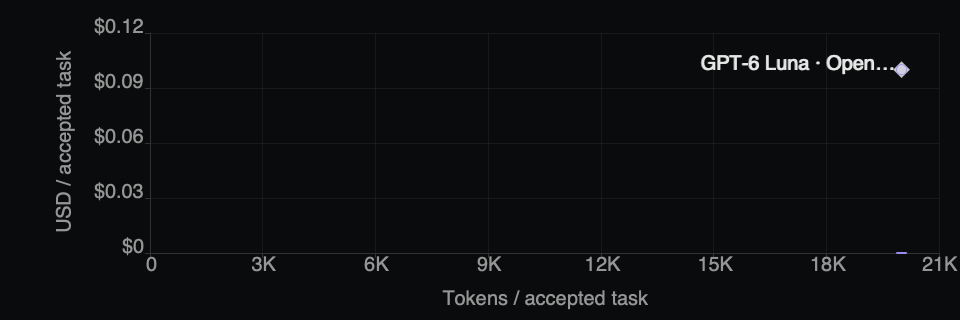 $0.12
GPT-6 Luna · Open...
$0.09
USD / accepted task
$0.06
$0.03
$0
0 3K 6K 9K 12K 15K 18K 21K
Tokens / accepted task